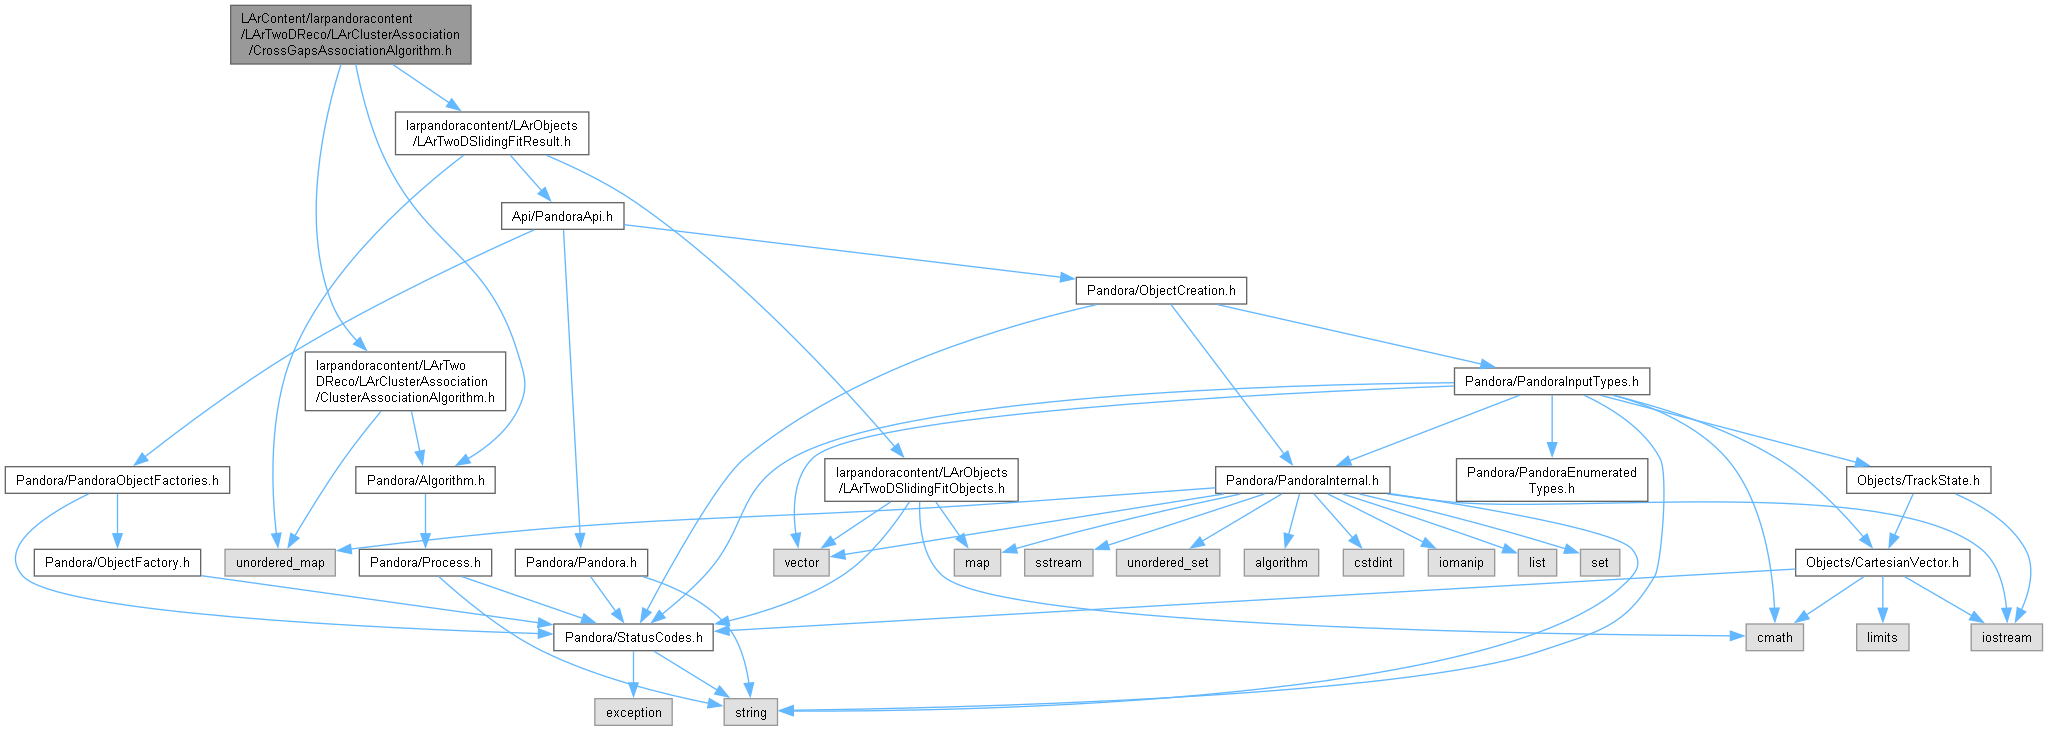 LArContent/larpandoracontent
/LArTwoDReco/LArClusterAssociation
/CrossGapsAssociationAlgorithm.h
larpandoracontent/LArObjects
/LArTwoDSlidingFitResult.h
Api/PandoraApi.h
Pandora/ObjectCreation.h
larpandoracontent/LArTwo
DReco/LArClusterAssociation
/ClusterAssociationAlgorithm.h
Pandora/PandoraInputTypes.h
Pandora/PandoraObjectFactories.h
Pandora/Algorithm.h
larpandoracontent/LArObjects
/LArTwoDSlidingFitObjects.h
Pandora/PandoraInternal.h
Pandora/PandoraEnumerated
Types.h
Objects/TrackState.h
Pandora/ObjectFactory.h
unordered_map
Pandora/Process.h
Pandora/Pandora.h
vector
map
sstream
unordered_set
algorithm
cstdint
iomanip
list
set
Objects/CartesianVector.h
Pandora/StatusCodes.h
cmath
limits
iostream
exception
string